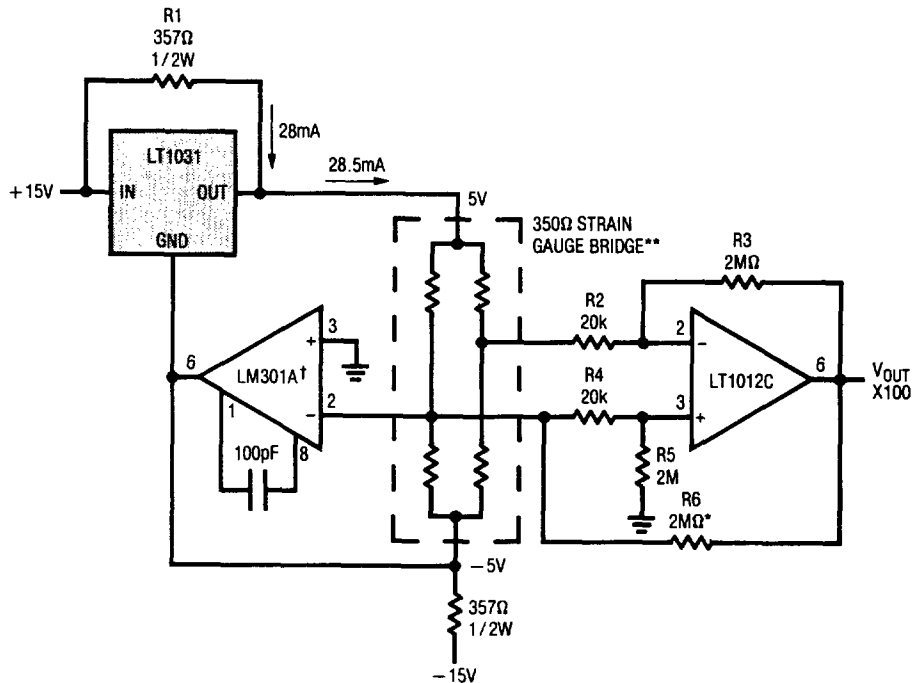 R1
357Ω
1/2W
28mA
LT1031
28.5mA
+15V
IN
OUT
GND
5V
350Ω STRAIN
GAUGE BRIDGE**
R3
2MΩ
R2
20k
6
3
+
LM301A†
2
−
1
8
100pF
2
−
LT1012C
6
VOUT
X100
R4
20k
3
+
R5
2M
R6
2MΩ*
−5V
357Ω
1/2W
−15V